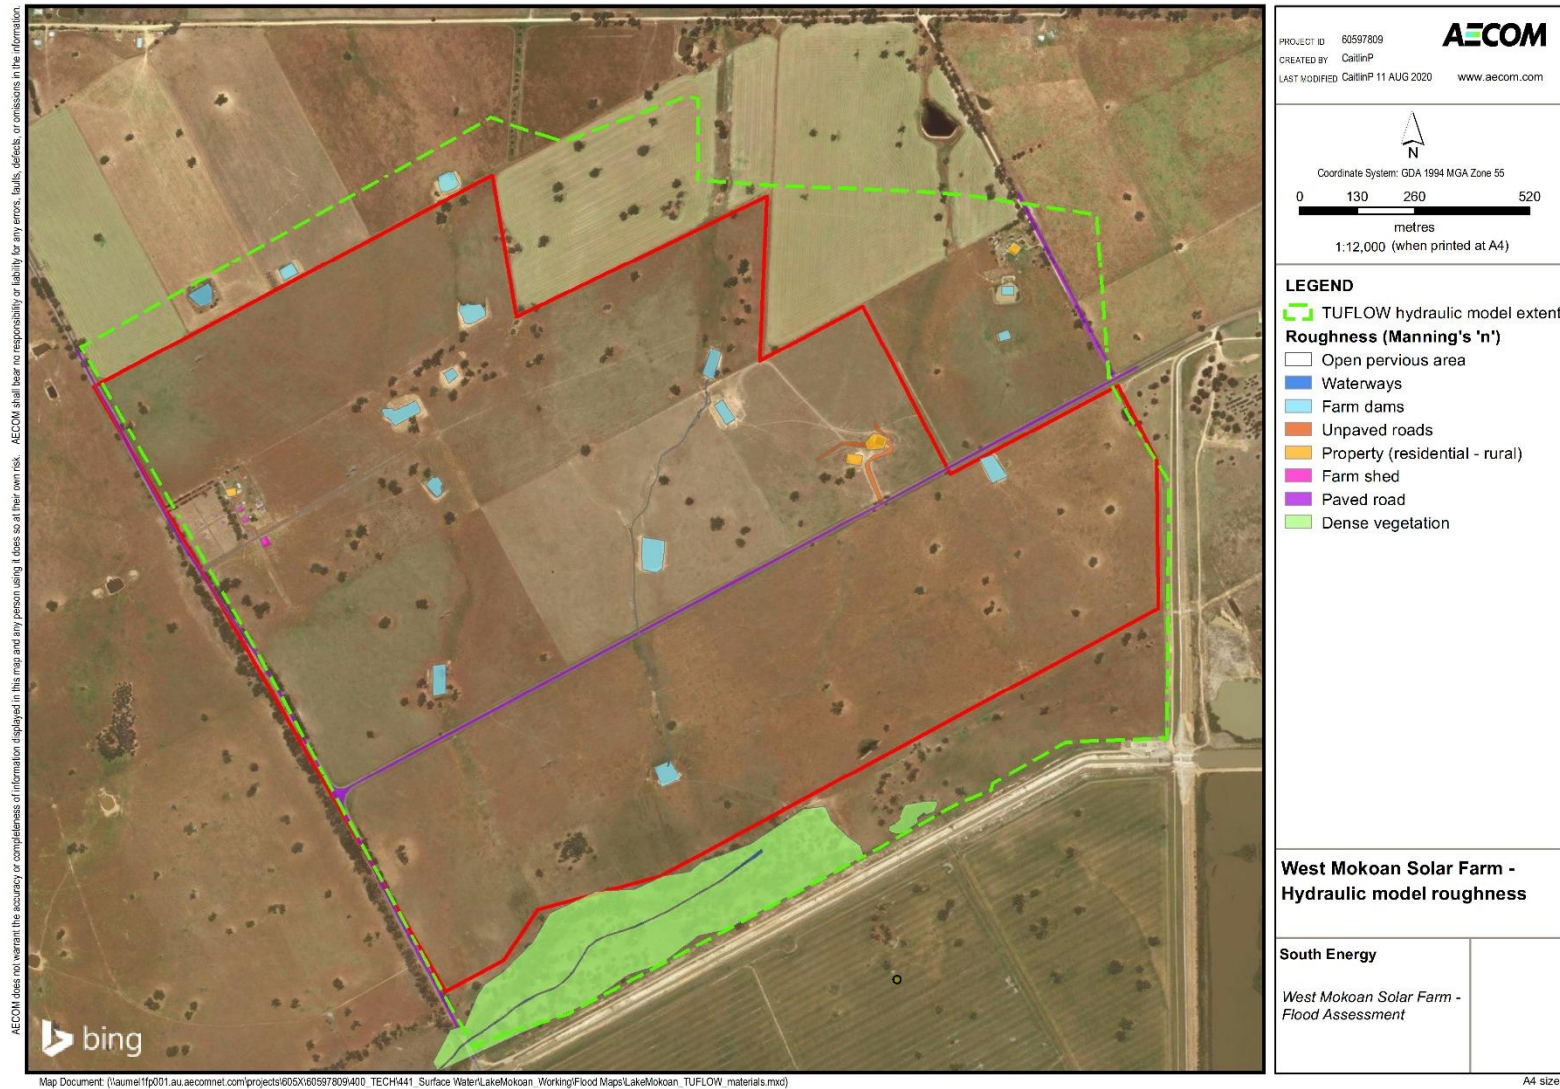 AECOM does not warrant the accuracy or completeness of information displayed in this map and any person using it does so at their own risk. AECOM shall bear no responsibility or liability for any errors, faults, defects, or omissions in the information.
bing
Map Document: (\\aumel1fp001.au.aecomnet.com\projects\605X\60597809\400_TECH\441_Surface Water\LakeMokoan_Working\Flood Maps\LakeMokoan_TUFLOW_materials.mxd)
PROJECT ID 60597809
CREATED BY CaitlinP
LAST MODIFIED CaitlinP 11 AUG 2020
AECOM
www.aecom.com
N
Coordinate System: GDA 1994 MGA Zone 55
0 130 260 520
metres
1:12,000 (when printed at A4)
LEGEND
TUFLOW hydraulic model extent
Roughness (Manning's 'n')
Open pervious area
Waterways
Farm dams
Unpaved roads
Property (residential - rural)
Farm shed
Paved road
Dense vegetation
West Mokoan Solar Farm -
Hydraulic model roughness
South Energy
West Mokoan Solar Farm -
Flood Assessment
A4 size